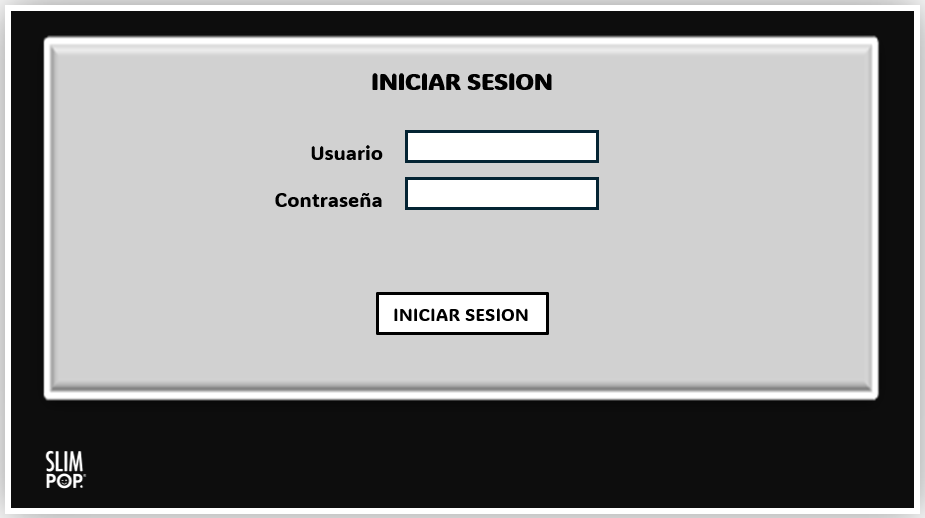 INICIAR SESION
Usuario
Contraseña
INICIAR SESION
SLIM
POP.